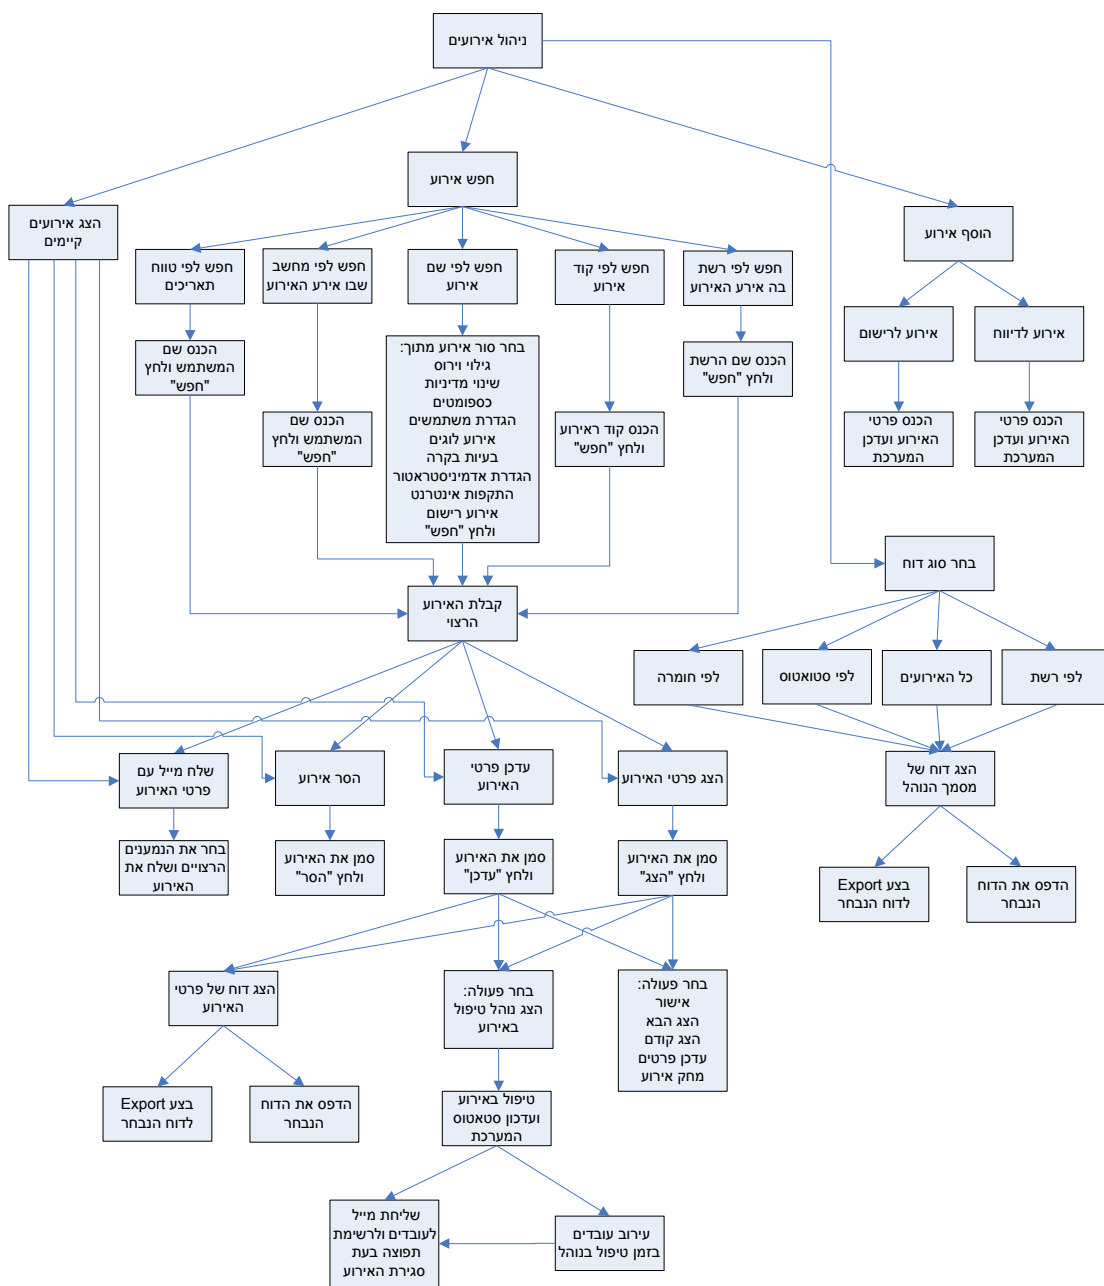 ניהול אירועים
חפש אירוע
הצג אירועים
קיימים
הוסף אירוע
חפש לפי רשת
בה אירע האירוע
חפש לפי קוד
אירוע
חפש לפי שם
אירוע
חפש לפי מחשב
שבו אירע האירוע
חפש לפי טווח
תאריכים
אירוע לדיווח
אירוע לרישום
הכנס שם הרשת
ולחץ "חפש"
הכנס קוד ראירוע
ולחץ "חפש"
בחר סור אירוע מתוך:
גילוי וירוס
שינוי מדיניות
כספומטים
הגדרת משתמשים
אירוע לוגים
בעיות בקרה
הגדרת אדמיניסטראטור
התקפות אינטרנט
אירוע רישום
ולחץ "חפש"
הכנס שם
המשתמש ולחץ
"חפש"
הכנס שם
המשתמש ולחץ
"חפש"
הכנס פרטי
האירוע ועדכן
המערכת
הכנס פרטי
האירוע ועדכן
המערכת
בחר סוג דוח
קבלת האירוע
הרצוי
לפי רשת
כל האירועים
לפי סטואטוס
לפי חומרה
הצג דוח של
מסמך הנוהל
הצג פרטי האירוע
עדכן פרטי
האירוע
הסר אירוע
שלח מייל עם
פרטי האירוע
סמן את האירוע
ולחץ "הצג"
סמן את האירוע
ולחץ "עדכן"
סמן את האירוע
ולחץ "הסר"
בחר את הנמענים
הרצויים ושלח את
האירוע
הדפס את הדוח
הנבחר
בצע Export
לדוח הנבחר
בחר פעולה:
אישור
הצג הבא
הצג קודם
עדכן פרטים
מחק אירוע
בחר פעולה:
הצג נוהל טיפול
באירוע
הצג דוח של פרטי
האירוע
טיפול באירוע
ועדכון סטאטוס
המערכת
הדפס את הדוח
הנבחר
בצע Export
לדוח הנבחר
עירוב עובדים
בזמן טיפול בנוהל
שליחת מייל
לעובדים ולרשימת
תפוצה בעת
סגירת האירוע